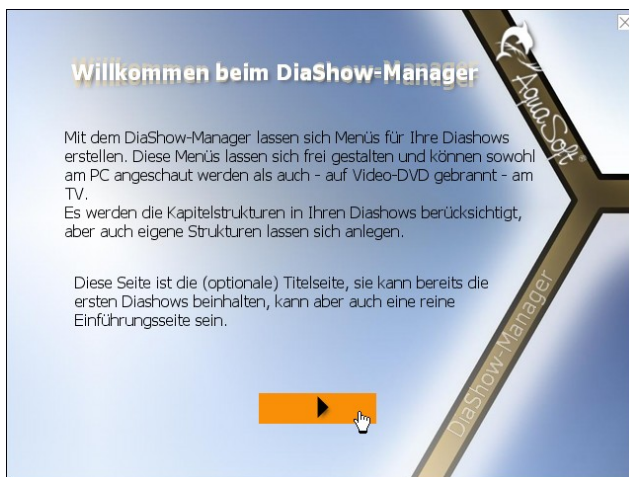 Willkommen beim DiaShow-Manager
AquaSoft®
Mit dem DiaShow-Manager lassen sich Menüs für Ihre Diashows
erstellen. Diese Menüs lassen sich frei gestalten und können sowohl
am PC angeschaut werden als auch - auf Video-DVD gebrannt - am
TV.
Es werden die Kapitelstrukturen in Ihren Diashows berücksichtigt,
aber auch eigene Strukturen lassen sich anlegen.
Diese Seite ist die (optionale) Titelseite, sie kann bereits die
ersten Diashows beinhalten, kann aber auch eine reine
Einführungsseite sein.
DiaShow-Manager